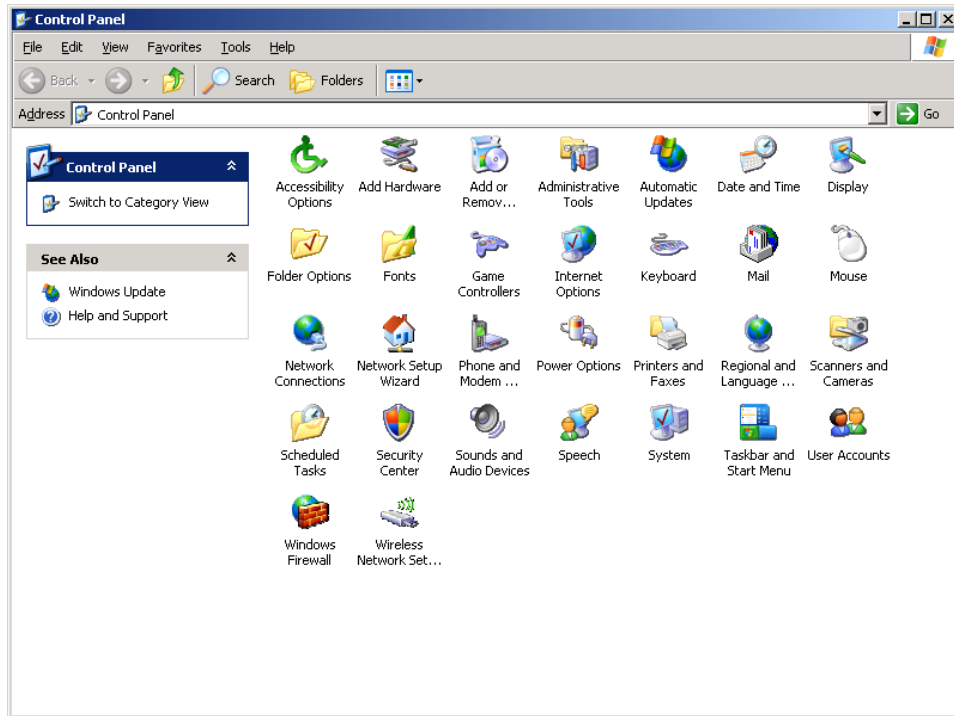 Control Panel
File Edit View Favorites Tools Help
Back Search Folders
Address Control Panel Go
Control Panel
Switch to Category View
See Also
Windows Update
Help and Support
Accessibility Options
Add Hardware
Add or Remov...
Administrative Tools
Automatic Updates
Date and Time
Display
Folder Options
Fonts
Game Controllers
Internet Options
Keyboard
Mail
Mouse
Network Connections
Network Setup Wizard
Phone and Modem ...
Power Options
Printers and Faxes
Regional and Language ...
Scanners and Cameras
Scheduled Tasks
Security Center
Sounds and Audio Devices
Speech
System
Taskbar and Start Menu
User Accounts
Windows Firewall
Wireless Network Set...